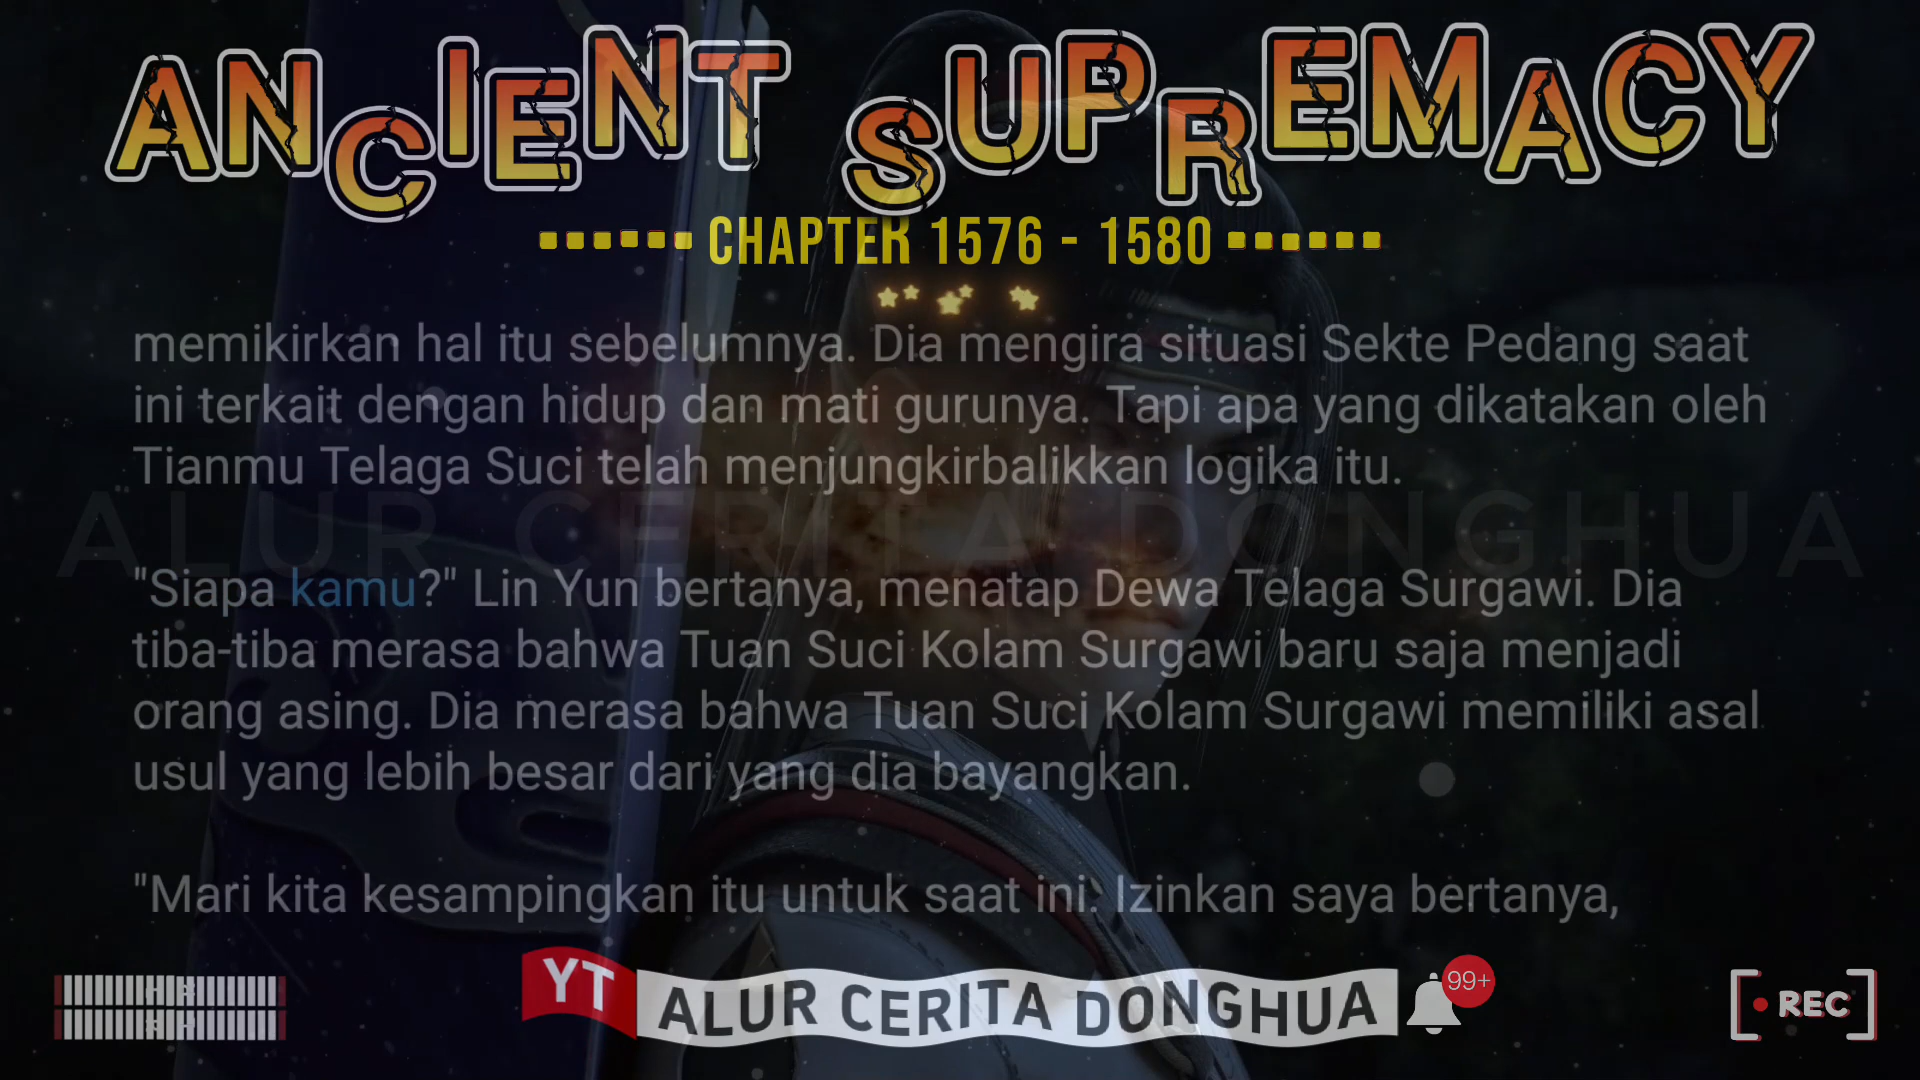 ANCIENT SUPREMACY
CHAPTER 1576 - 1580
memikirkan hal itu sebelumnya. Dia mengira situasi Sekte Pedang saat
ini terkait dengan hidup dan mati gurunya. Tapi apa yang dikatakan oleh
Tianmu Telaga Suci telah menjungkirbalikkan logika itu.
ALUR CERITA DONGHUA
"Siapa kamu?" Lin Yun bertanya, menatap Dewa Telaga Surgawi. Dia
tiba-tiba merasa bahwa Tuan Suci Kolam Surgawi baru saja menjadi
orang asing. Dia merasa bahwa Tuan Suci Kolam Surgawi memiliki asal
usul yang lebih besar dari yang dia bayangkan.
"Mari kita kesampingkan itu untuk saat ini. Izinkan saya bertanya,
YT ALUR CERITA DONGHUA 99+
REC